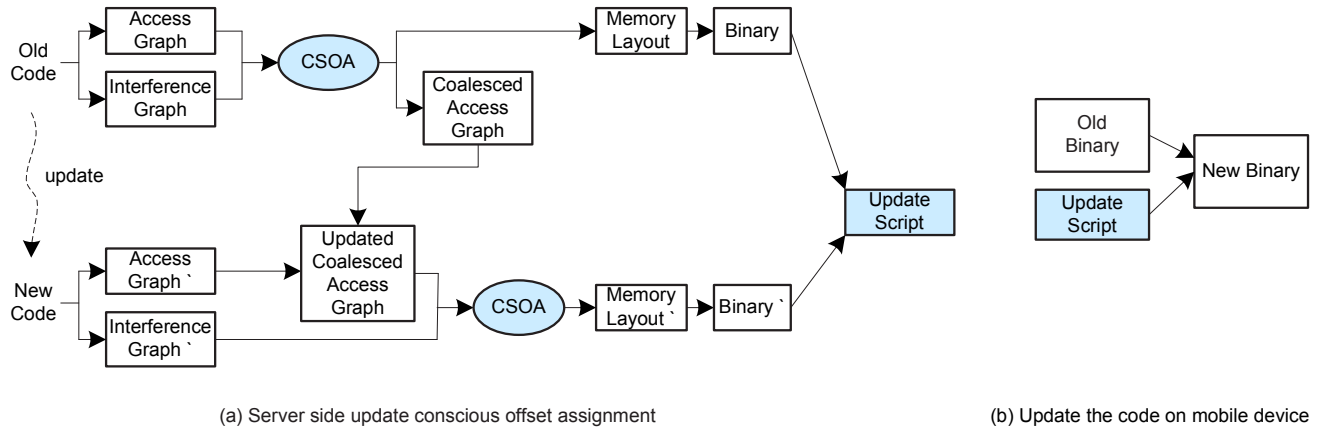 Old
Code
Access
Graph
Interference
Graph
CSOA
Memory
Layout
Binary
Coalesced
Access
Graph
update
Update
Script
New
Code
Access
Graph `
Interference
Graph `
Updated
Coalesced
Access
Graph
CSOA
Memory
Layout `
Binary `
(a) Server side update conscious offset assignment
Old
Binary
Update
Script
New Binary
(b) Update the code on mobile device